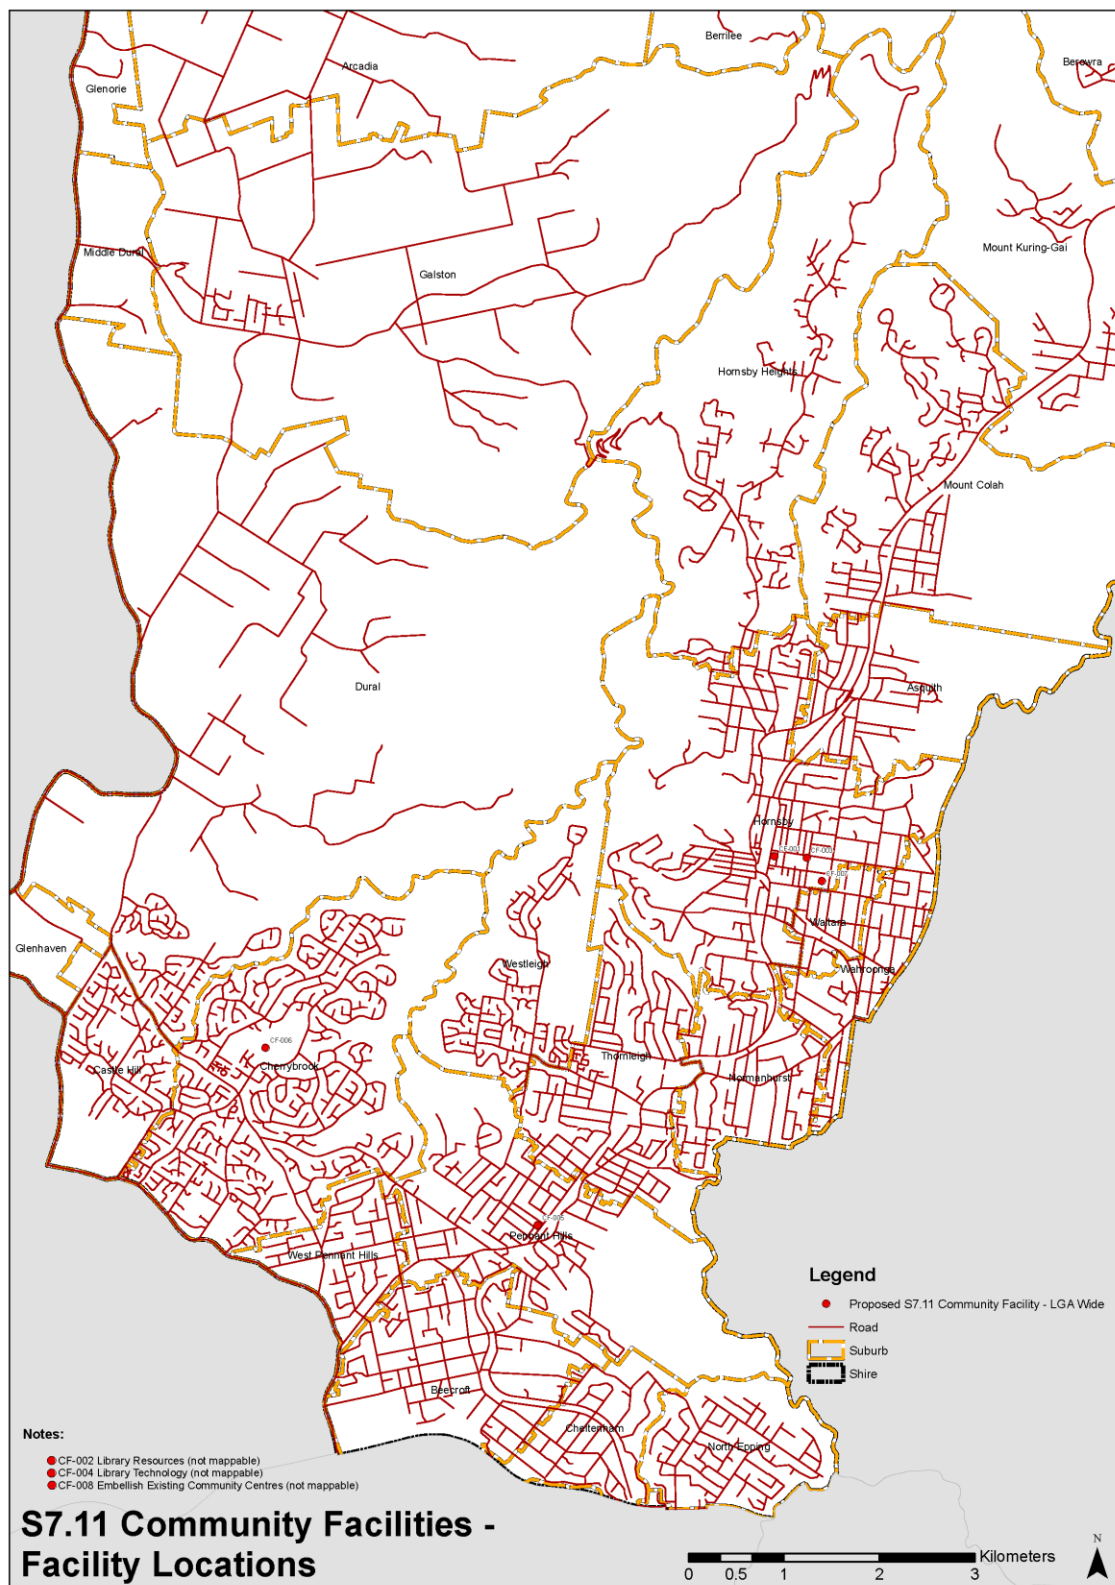 Berrilee
Arcadia
Berowra
Glenorie
Mount Kuring-Gai
Middle Dural
Galston
Hornsby Heights
Mount Colah
Dural
Asquith
Hornsby
CF-001
CF-003
CF-007
Waitara
Glenhaven
Westleigh
Wahroonga
CF-006
Thornleigh
Cherrybrook
Castle Hill
Normanhurst
CF-005
Pennant Hills
West Pennant Hills
Legend
Proposed S7.11 Community Facility - LGA Wide
Road
Suburb
Shire
Beecroft
Cheltenham
North Epping
Notes:
CF-002 Library Resources (not mappable)
CF-004 Library Technology (not mappable)
CF-008 Embellish Existing Community Centres (not mappable)
S7.11 Community Facilities -
Facility Locations
N
Kilometers
0 0.5 1 2 3